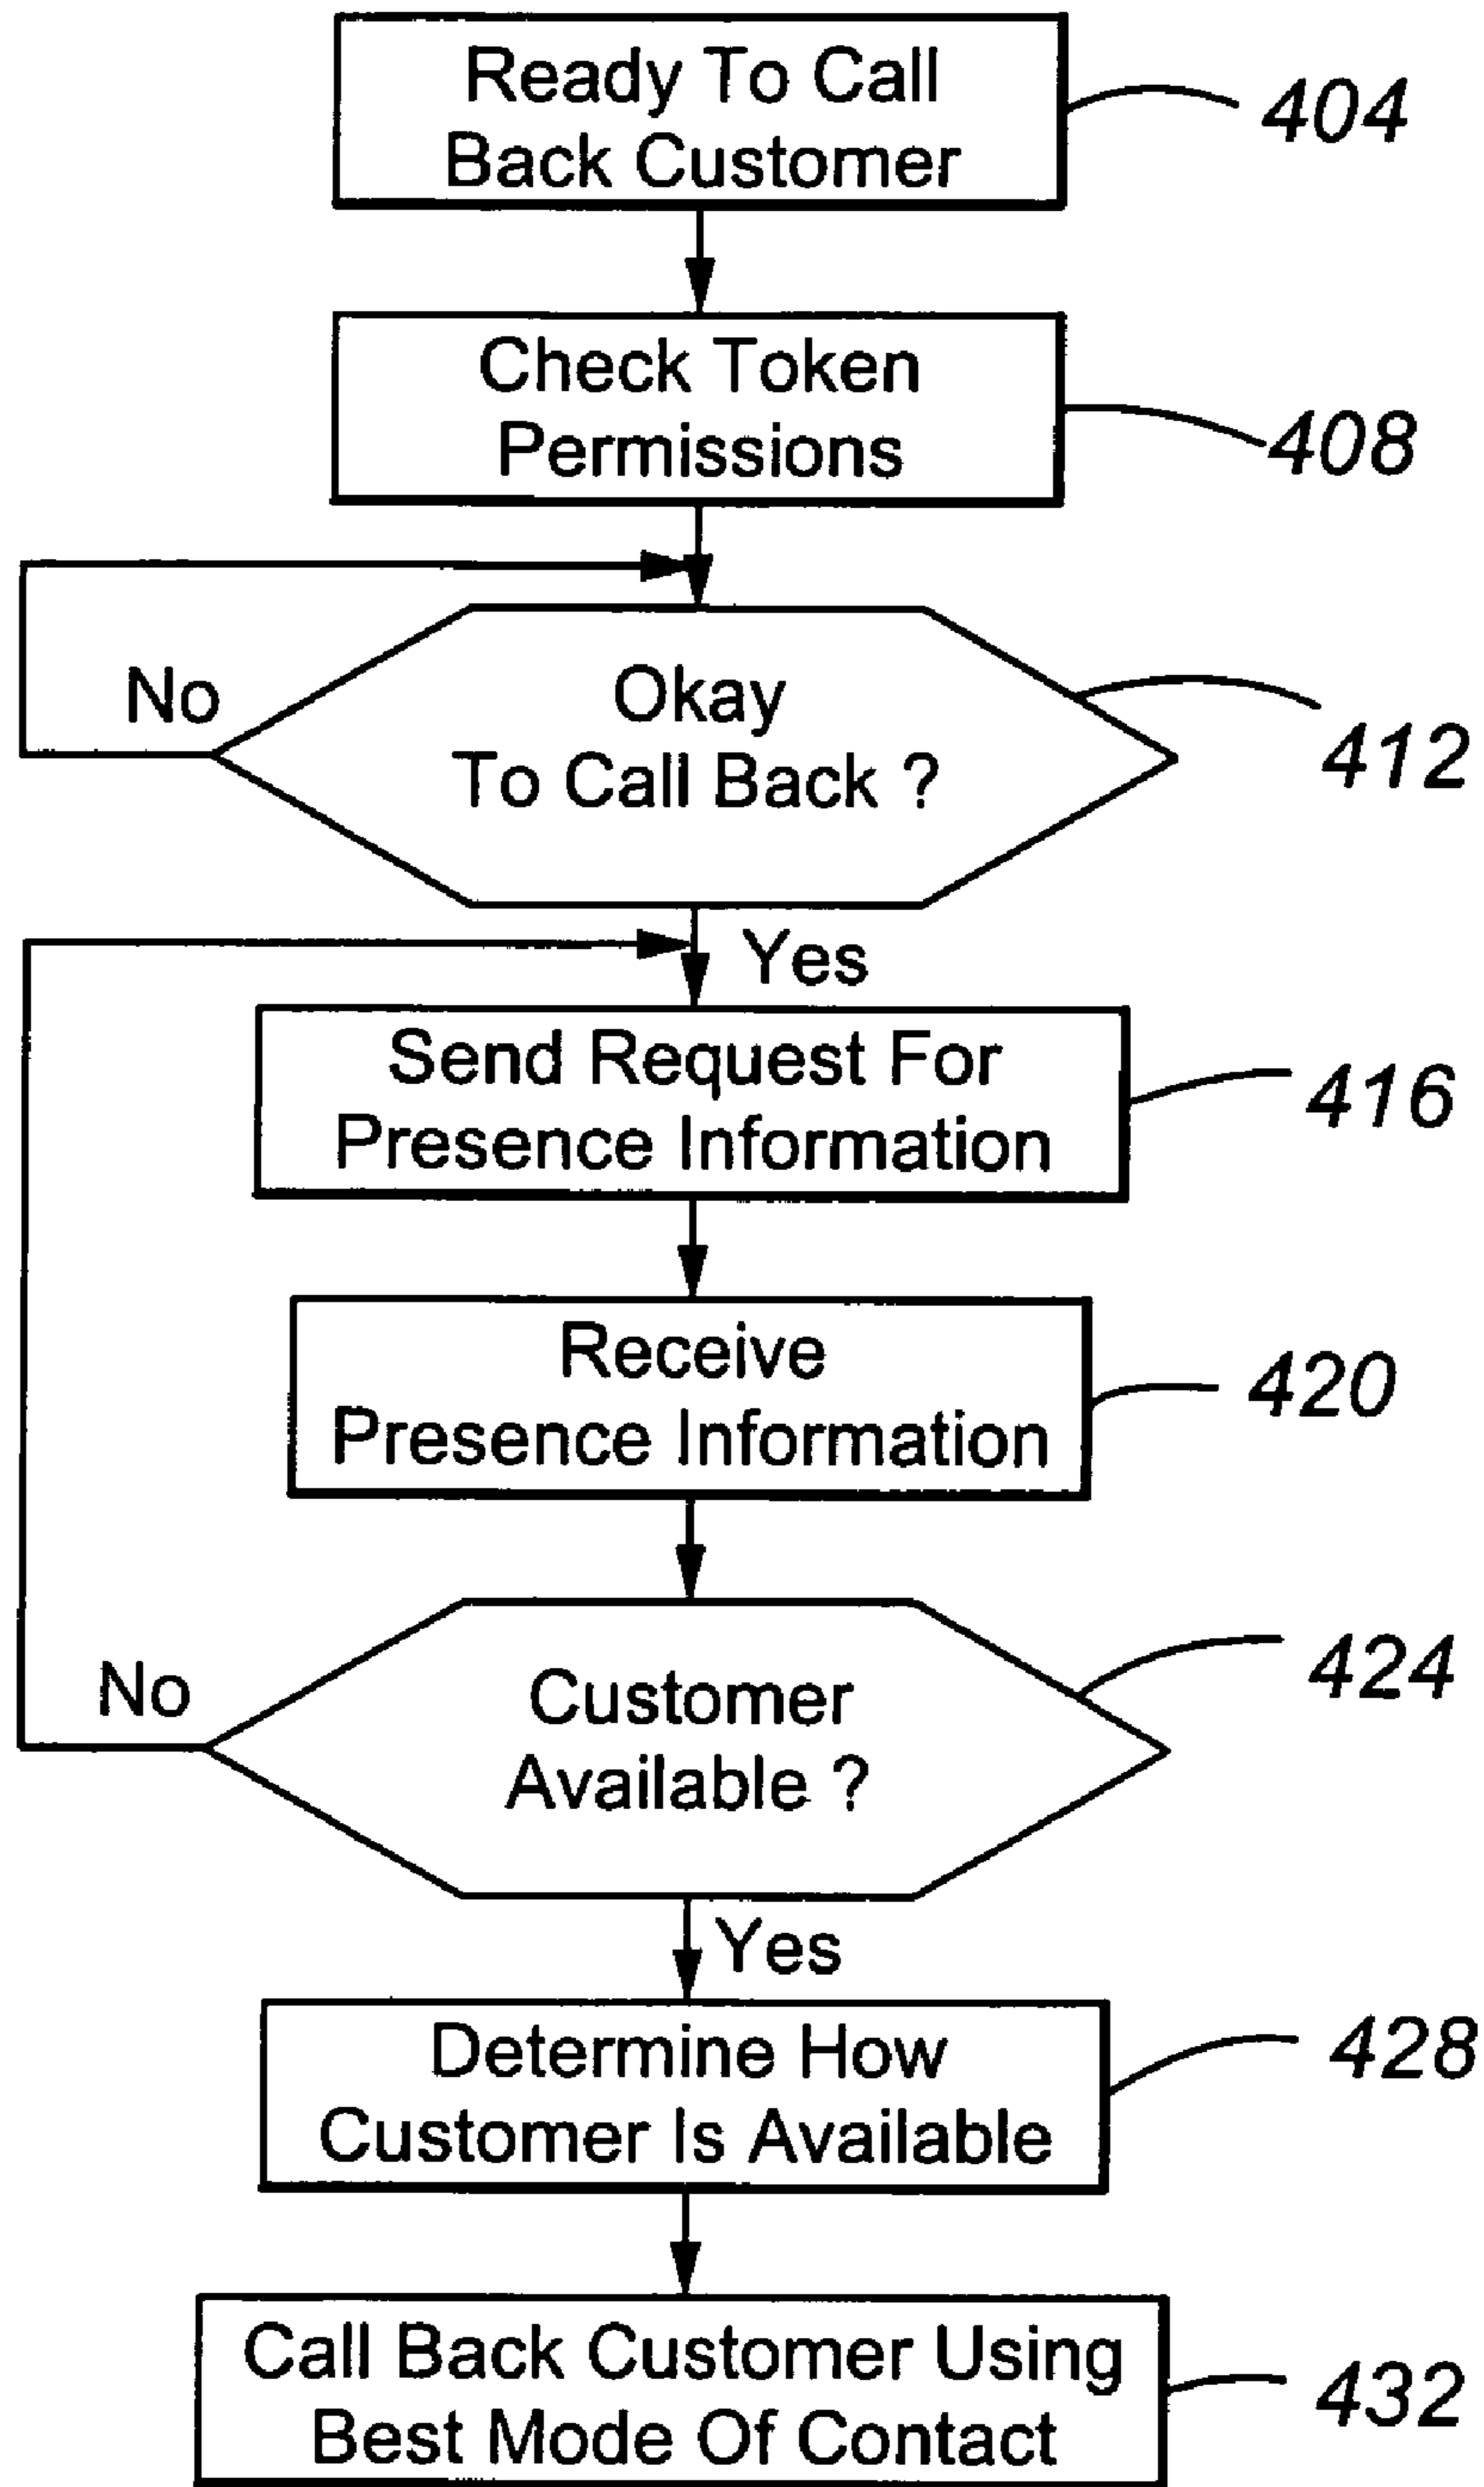 Ready To Call
Back Customer
404
Check Token
Permissions
408
No
Okay
To Call Back ?
412
Yes
Send Request For
Presence Information
416
Receive
Presence Information
420
No
Customer
Available ?
424
Yes
Determine How
Customer Is Available
428
Call Back Customer Using
Best Mode Of Contact
432